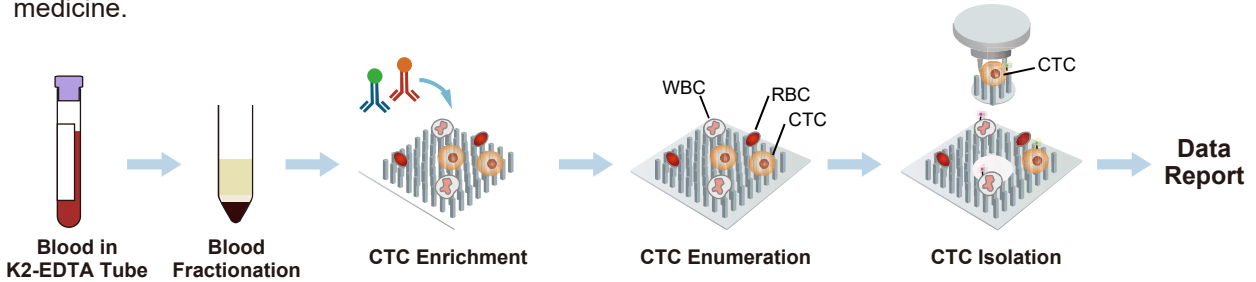 medicine.
WBC
RBC
CTC
CTC
Data
Report
Blood in
K2-EDTA Tube
Blood
Fractionation
CTC Enrichment
CTC Enumeration
CTC Isolation